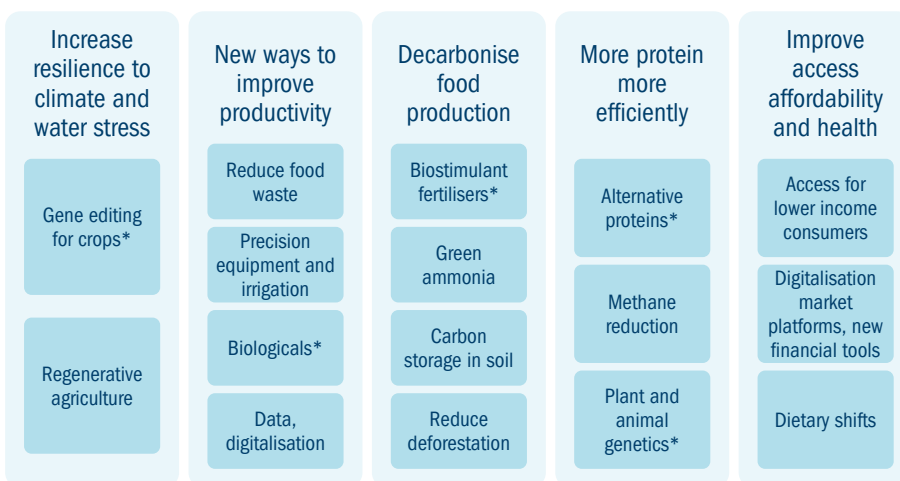 Increase
resilience to
climate and
water stress
Gene editing
for crops*
Regenerative
agriculture
New ways to
improve
productivity
Reduce food
waste
Precision
equipment and
irrigation
Biologicals*
Data,
digitalisation
Decarbonise
food
production
Biostimulant
fertilisers*
Green
ammonia
Carbon
storage in soil
Reduce
deforestation
More protein
more
efficiently
Alternative
proteins*
Methane
reduction
Plant and
animal
genetics*
Improve
access
affordability
and health
Access for
lower income
consumers
Digitalisation
market
platforms, new
financial tools
Dietary shifts